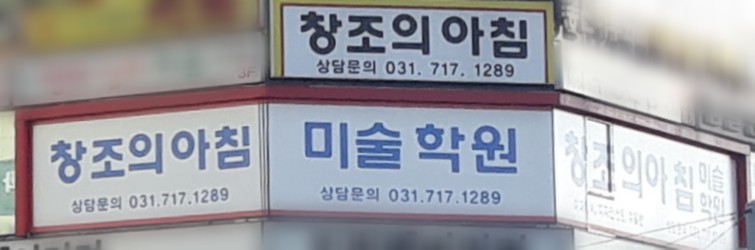 창조의아침
상담문의 031. 717. 1289
창조의아침
상담문의 031.717.1289
미술학원
상담문의 031.717.1289
창조의아침 미술
학원